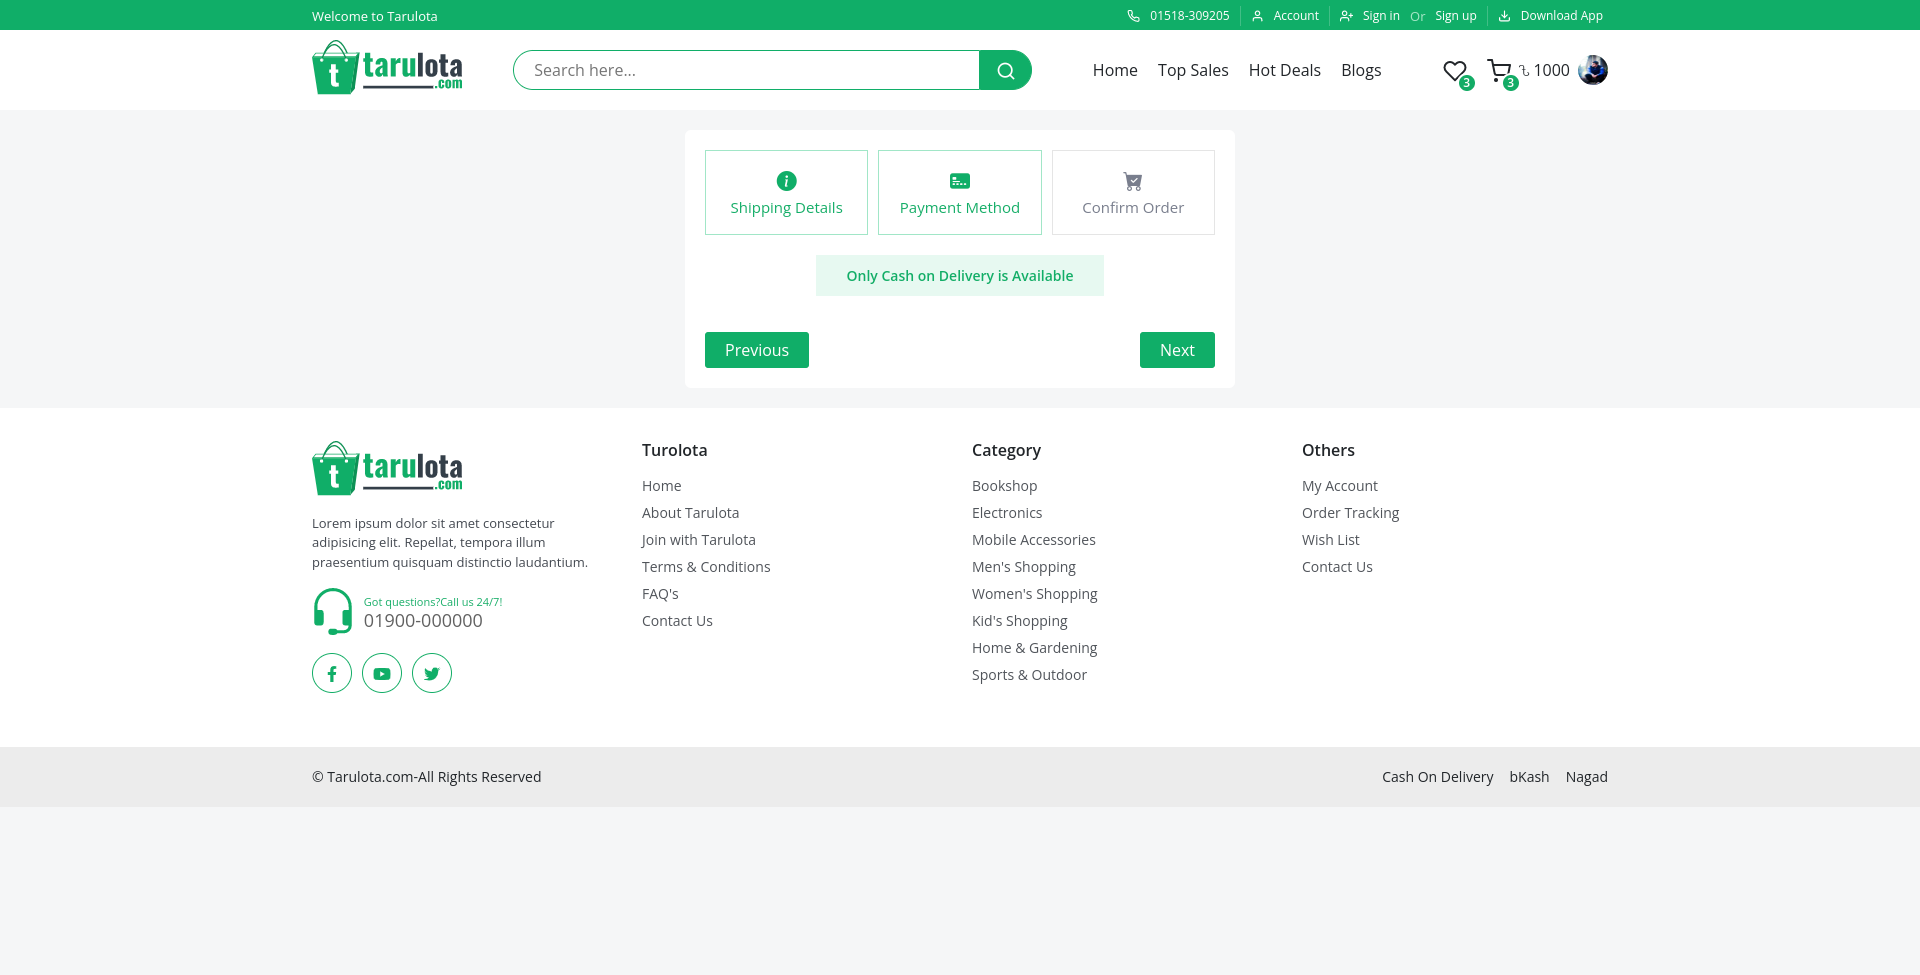 Welcome to Tarulota
01518-309205 Account Sign in Or Sign up Download App
t tarulota
.com
Search here...
Home Top Sales Hot Deals Blogs
3 3 ৳ 1000
Shipping Details Payment Method Confirm Order
Only Cash on Delivery is Available
Previous Next
t tarulota
.com
Lorem ipsum dolor sit amet consectetur
adipisicing elit. Repellat, tempora illum
praesentium quisquam distinctio laudantium.
Got questions?Call us 24/7!
01900-000000
Turolota
Home
About Tarulota
Join with Tarulota
Terms & Conditions
FAQ's
Contact Us
Category
Bookshop
Electronics
Mobile Accessories
Men's Shopping
Women's Shopping
Kid's Shopping
Home & Gardening
Sports & Outdoor
Others
My Account
Order Tracking
Wish List
Contact Us
© Tarulota.com-All Rights Reserved
Cash On Delivery bKash Nagad